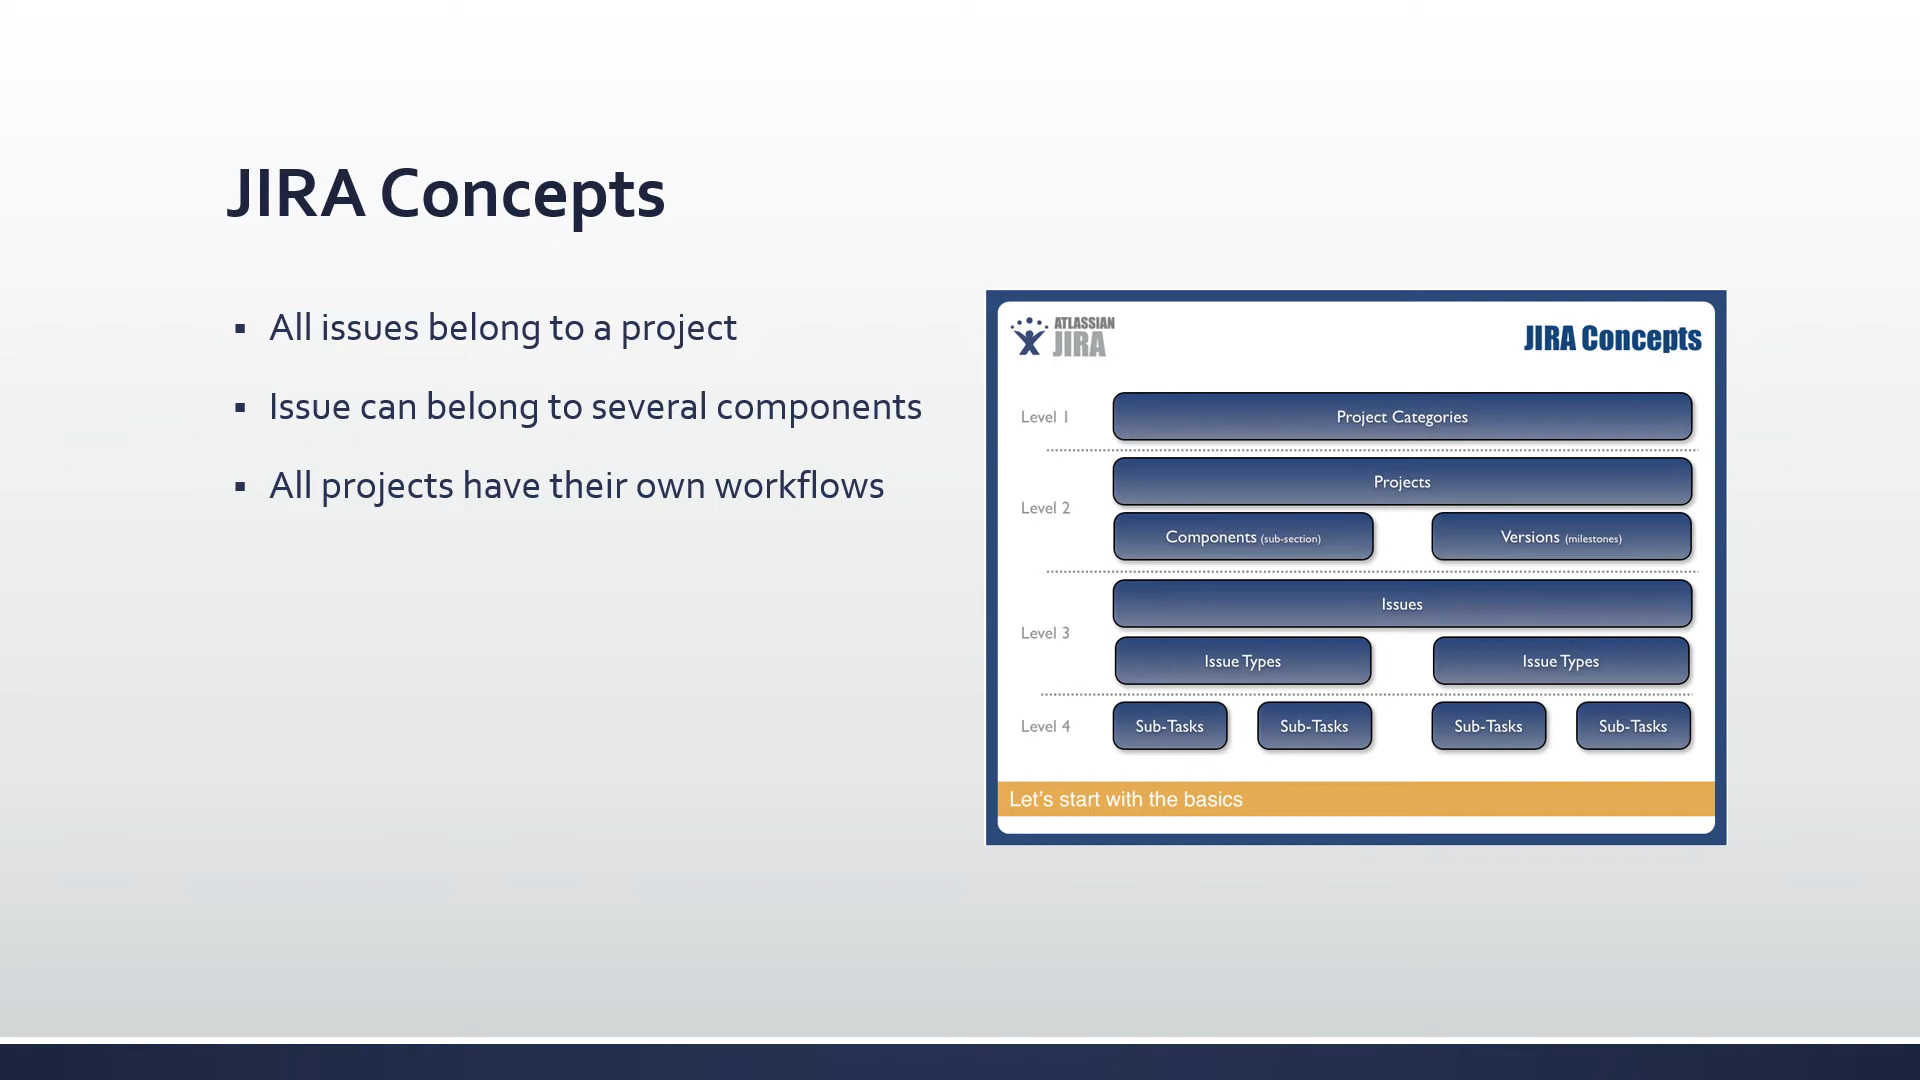 JIRA Concepts
▪ All issues belong to a project
▪ Issue can belong to several components
▪ All projects have their own workflows
ATLASSIAN
JIRA
JIRA Concepts
Level 1
Project Categories
Level 2
Projects
Components (sub-section)
Versions (milestones)
Level 3
Issues
Issue Types
Issue Types
Level 4
Sub-Tasks
Sub-Tasks
Sub-Tasks
Sub-Tasks
Let's start with the basics